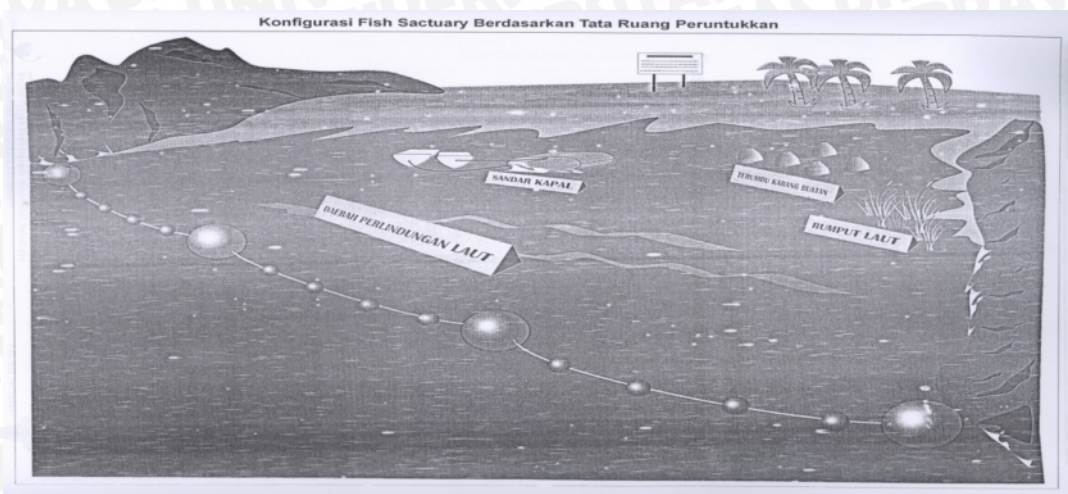 Konfigurasi Fish Sactuary Berdasarkan Tata Ruang Peruntukkan
SANDAR KAPAL
TERUMBU KARANG BUATAN
DAERAH PERLINDUNGAN LAUT
RUMPUT LAUT